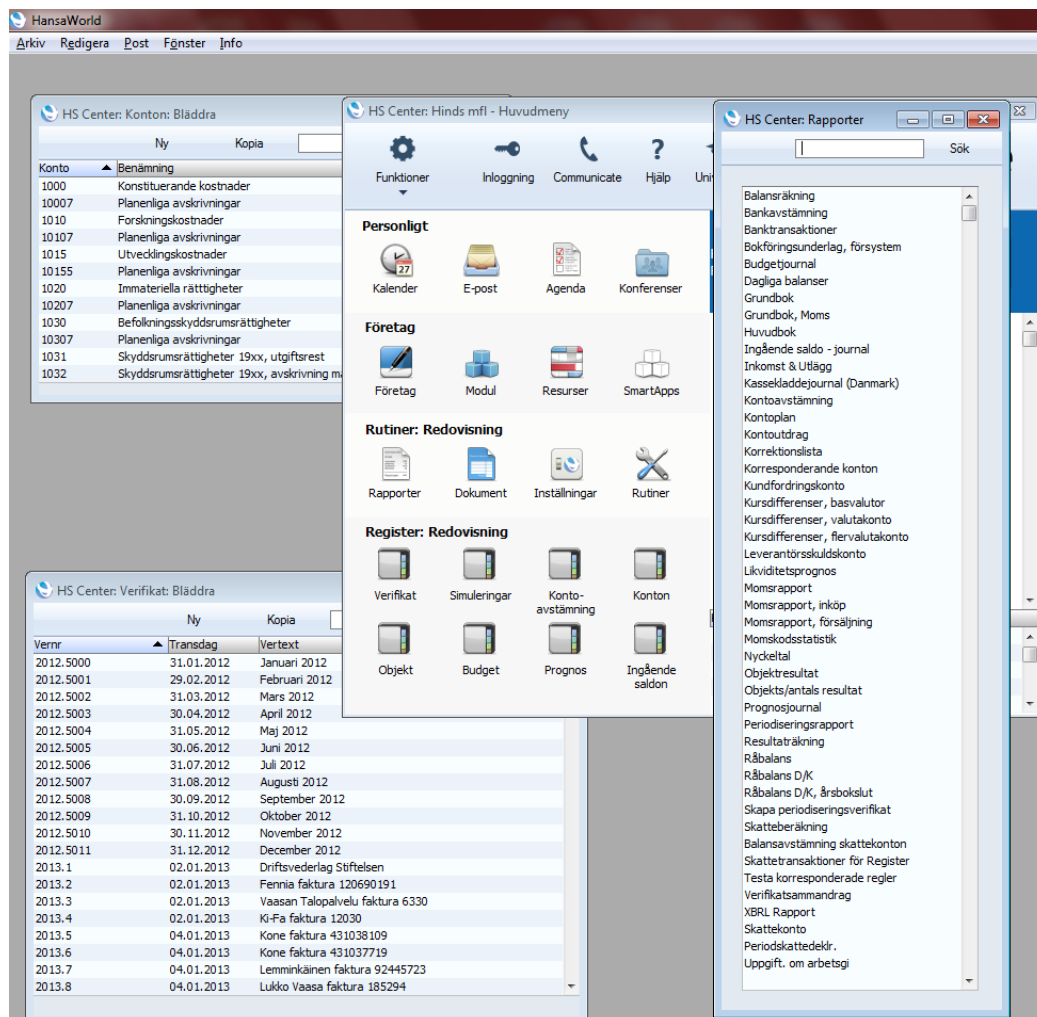 HansaWorld
Arkiv Redigera Post Fönster Info
HS Center: Konton: Bläddra
Ny Kopia
Konto Benämning
1000 Konstituerande kostnader
10007 Planenliga avskrivningar
1010 Forskningskostnader
10107 Planenliga avskrivningar
1015 Utvecklingskostnader
10155 Planenliga avskrivningar
1020 Immateriella rätttigheter
10207 Planenliga avskrivningar
1030 Befolkningsskyddsrumsrättigheter
10307 Planenliga avskrivningar
1031 Skyddsrumsrättigheter 19xx, utgiftsrest
1032 Skyddsrumsrättigheter 19xx, avskrivning
HS Center: Hinds mfl - Huvudmeny
Funktioner Inloggning Communicate Hjälp
Personligt
Kalender E-post Agenda Konferenser
27
Företag
Företag Modul Resurser SmartApps
Rutiner: Redovisning
Rapporter Dokument Inställningar Rutiner
Register: Redovisning
Verifikat Simuleringar Konto-
avstämning Konton
Objekt Budget Prognos Ingående
saldon
HS Center: Verifikat: Bläddra
Ny Kopia
Vernr Transdag Vertext
2012.5000 31.01.2012 Januari 2012
2012.5001 29.02.2012 Februari 2012
2012.5002 31.03.2012 Mars 2012
2012.5003 30.04.2012 April 2012
2012.5004 31.05.2012 Maj 2012
2012.5005 30.06.2012 Juni 2012
2012.5006 31.07.2012 Juli 2012
2012.5007 31.08.2012 Augusti 2012
2012.5008 30.09.2012 September 2012
2012.5009 31.10.2012 Oktober 2012
2012.5010 30.11.2012 November 2012
2012.5011 31.12.2012 December 2012
2013.1 02.01.2013 Driftsvederlag Stiftelsen
2013.2 02.01.2013 Fennia faktura 120690191
2013.3 02.01.2013 Vaasan Talopalvelu faktura 6330
2013.4 02.01.2013 Ki-Fa faktura 12030
2013.5 04.01.2013 Kone faktura 431038109
2013.6 04.01.2013 Kone faktura 431037719
2013.7 04.01.2013 Lemminkäinen faktura 92445723
2013.8 04.01.2013 Lukko Vaasa faktura 185294
HS Center: Rapporter
Sök
Balansräkning
Bankavstämning
Banktransaktioner
Bokföringsunderlag, försystem
Budgetjournal
Dagliga balanser
Grundbok
Grundbok, Moms
Huvudbok
Ingående saldo - journal
Inkomst & Utlägg
Kassekladdejournal (Danmark)
Kontoavstämning
Kontoplan
Kontoutdrag
Korrektionslista
Korresponderande konton
Kundfordringskonto
Kursdifferenser, basvalutor
Kursdifferenser, valutakonto
Kursdifferenser, flervalutakonto
Leverantörsskuldskonto
Likviditetsprognos
Momsrapport
Momsrapport, inköp
Momsrapport, försäljning
Momskodsstatistik
Nyckeltal
Objektresultat
Objekts/antals resultat
Prognosjournal
Periodiseringsrapport
Resultaträkning
Råbalans
Råbalans D/K
Råbalans D/K, årsbokslut
Skapa periodiseringsverifikat
Skatteberäkning
Balansavstämning skattekonton
Skattetransaktioner för Register
Testa korresponderade regler
Verifikatsammandrag
XBRL Rapport
Skattekonto
Periodskattedeklr.
Uppgift. om arbetsgi